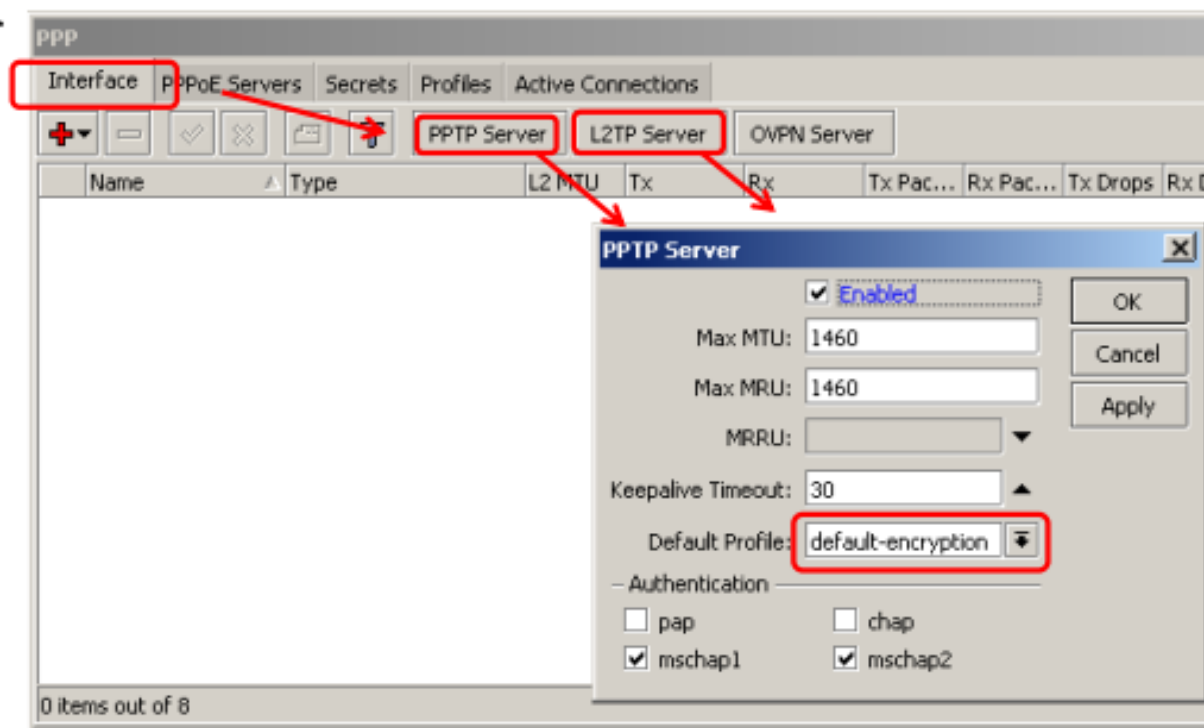 PPP
Interface PPPoE Servers Secrets Profiles Active Connections
PPTP Server L2TP Server OVPN Server
Name Type L2 MTU Tx Rx Tx Pac... Rx Pac... Tx Drops Rx D
PPTP Server
Enabled
OK
Max MTU: 1460
Cancel
Max MRU: 1460
Apply
MRRU:
Keepalive Timeout: 30
Default Profile: default-encryption
Authentication
pap chap
mschap1 mschap2
0 items out of 8